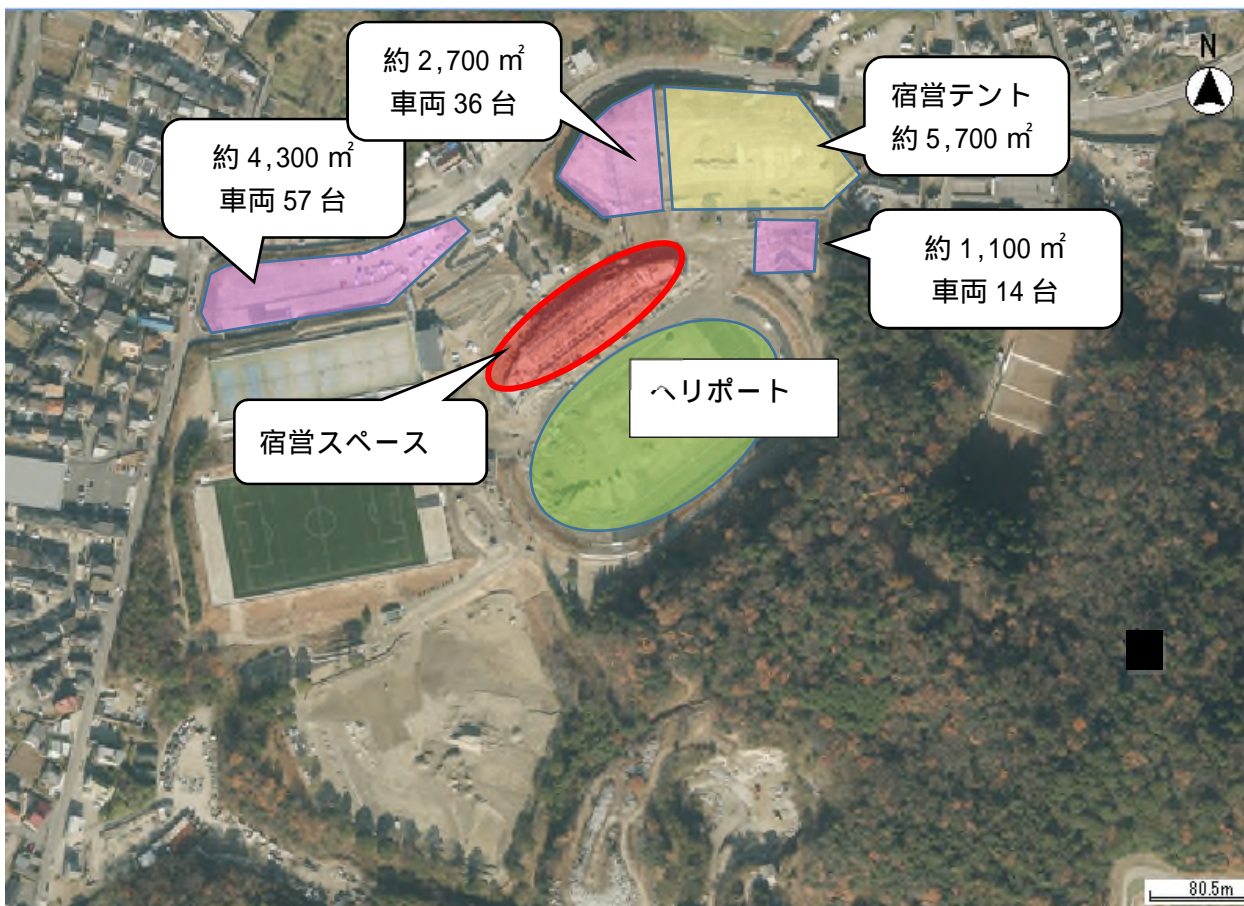 約 2,700 ㎡
車両 36 台
N
宿営テント
約 5,700 ㎡
約 4,300 ㎡
車両 57 台
約 1,100 ㎡
車両 14 台
ヘリポート
宿営スペース
80.5m